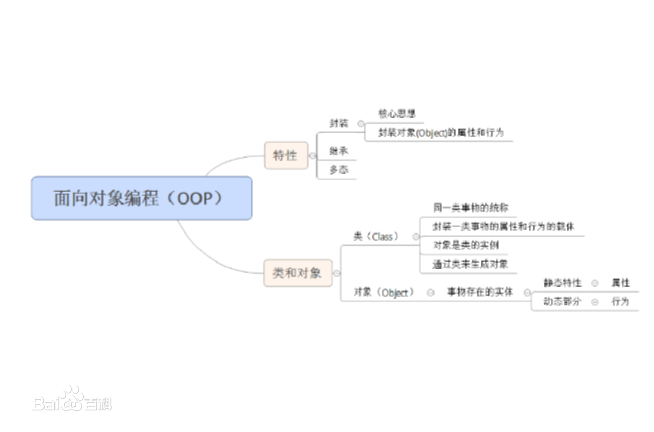 核心思想
封装
封装对象(Object)的属性和行为
特性
继承
多态
面向对象编程（OOP）
同一类事物的统称
类（Class）
封装一类事物的属性和行为的载体
对象是类的实例
通过类来生成对象
类和对象
对象（Object）
事物存在的实体
静态特性
属性
动态部分
行为
Bai百科